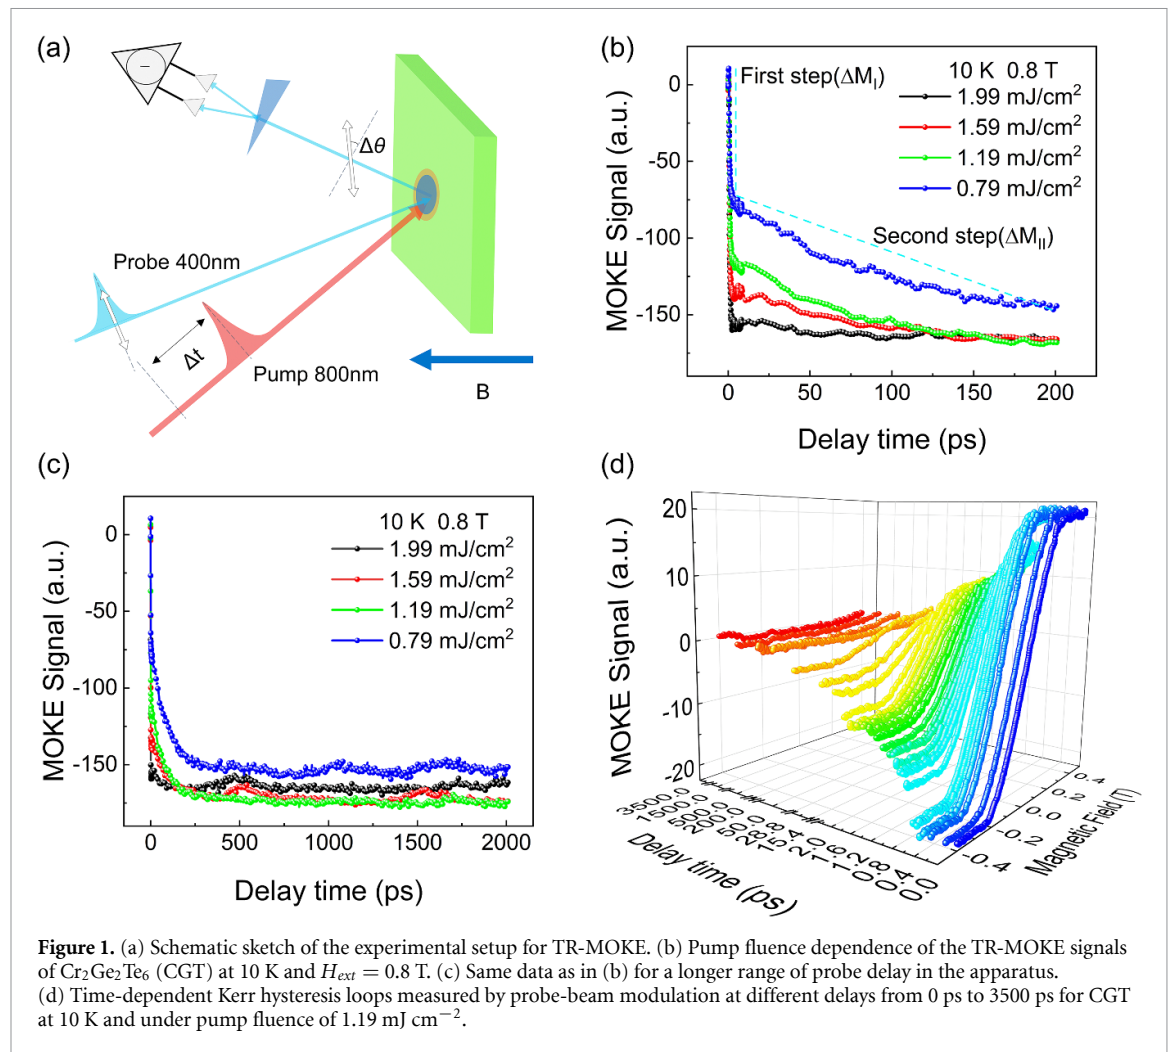 (a)
Δθ
Probe 400nm
Δt
Pump 800nm
B
(b)
MOKE Signal (a.u.)
0
-50
-100
-150
First step(ΔM_I)
10 K 0.8 T
1.99 mJ/cm²
1.59 mJ/cm²
1.19 mJ/cm²
0.79 mJ/cm²
Second step(ΔM_II)
0 50 100 150 200
Delay time (ps)
(c)
MOKE Signal (a.u.)
0
-50
-100
-150
10 K 0.8 T
1.99 mJ/cm²
1.59 mJ/cm²
1.19 mJ/cm²
0.79 mJ/cm²
0 500 1000 1500 2000
Delay time (ps)
(d)
MOKE Signal (a.u.)
20
10
0
-10
-20
Delay time (ps)
0.4
0.2
0.0
-0.2
-0.4
Magnetic Field (T)
Figure 1. (a) Schematic sketch of the experimental setup for TR-MOKE. (b) Pump fluence dependence of the TR-MOKE signals
of Cr₂Ge₂Te₆ (CGT) at 10 K and H_ext = 0.8 T. (c) Same data as in (b) for a longer range of probe delay in the apparatus.
(d) Time-dependent Kerr hysteresis loops measured by probe-beam modulation at different delays from 0 ps to 3500 ps for CGT
at 10 K and under pump fluence of 1.19 mJ cm⁻².